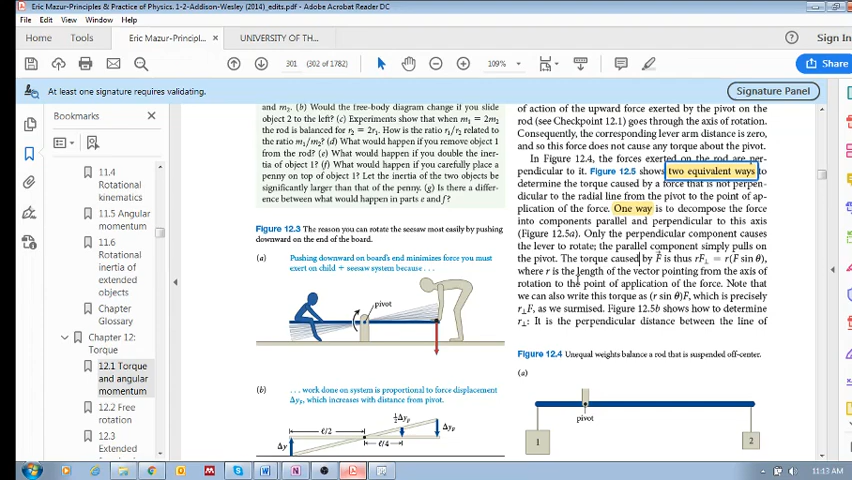 Eric Mazur-Principles & Practice of Physics. 1-2-Addison-Wesley (2014)_edits.pdf - Adobe Acrobat Reader DC
File Edit View Window Help
Home Tools Eric Mazur-Principl... × UNIVERSITY OF TH... Sign In
301 (302 of 1782) 109% Share
At least one signature requires validating. Signature Panel
Bookmarks
11.4
Rotational
kinematics
11.5 Angular
momentum
11.6
Rotational
inertia of
extended
objects
Chapter
Glossary
Chapter 12:
Torque
12.1 Torque
and angular
momentum
12.2 Free
rotation
12.3
Extended
and m₂. (b) Would the free-body diagram change if you slide
object 2 to the left? (c) Experiments show that when m₁ = 2m₂
the rod is balanced for r₂ = 2r₁. How is the ratio r₁/r₂ related to
the ratio m₁/m₂? (d) What would happen if you remove object 1
from the rod? (e) What would happen if you double the iner-
tia of object 1? (f) What would happen if you carefully place a
penny on top of object 1? Let the inertia of the two objects be
significantly larger than that of the penny. (g) Is there a differ-
ence between what would happen in parts e and f?
Figure 12.3 The reason you can rotate the seesaw most easily by pushing
downward on the end of the board.
(a) Pushing downward on board's end minimizes force you must
exert on child + seesaw system because . . .
pivot
(b) . . . work done on system is proportional to force displacement
Δy_F, which increases with distance from pivot.
ℓ/2
½Δy_F
Δy_F
Δy
ℓ/4
of action of the upward force exerted by the pivot on the
rod (see Checkpoint 12.1) goes through the axis of rotation.
Consequently, the corresponding lever arm distance is zero,
and so this force does not cause any torque about the pivot.
In Figure 12.4, the forces exerted on the rod are per-
pendicular to it. Figure 12.5 shows two equivalent ways to
determine the torque caused by a force that is not perpen-
dicular to the radial line from the pivot to the point of ap-
plication of the force. One way is to decompose the force
into components parallel and perpendicular to this axis
(Figure 12.5a). Only the perpendicular component causes
the lever to rotate; the parallel component simply pulls on
the pivot. The torque caused by F⃗ is thus rF⊥ = r(F sin θ),
where r is the length of the vector pointing from the axis of
rotation to the point of application of the force. Note that
we can also write this torque as (r sin θ)F, which is precisely
r⊥F, as we surmised. Figure 12.5b shows how to determine
r⊥: It is the perpendicular distance between the line of
Figure 12.4 Unequal weights balance a rod that is suspended off-center.
(a)
pivot
1
2
11:13 AM